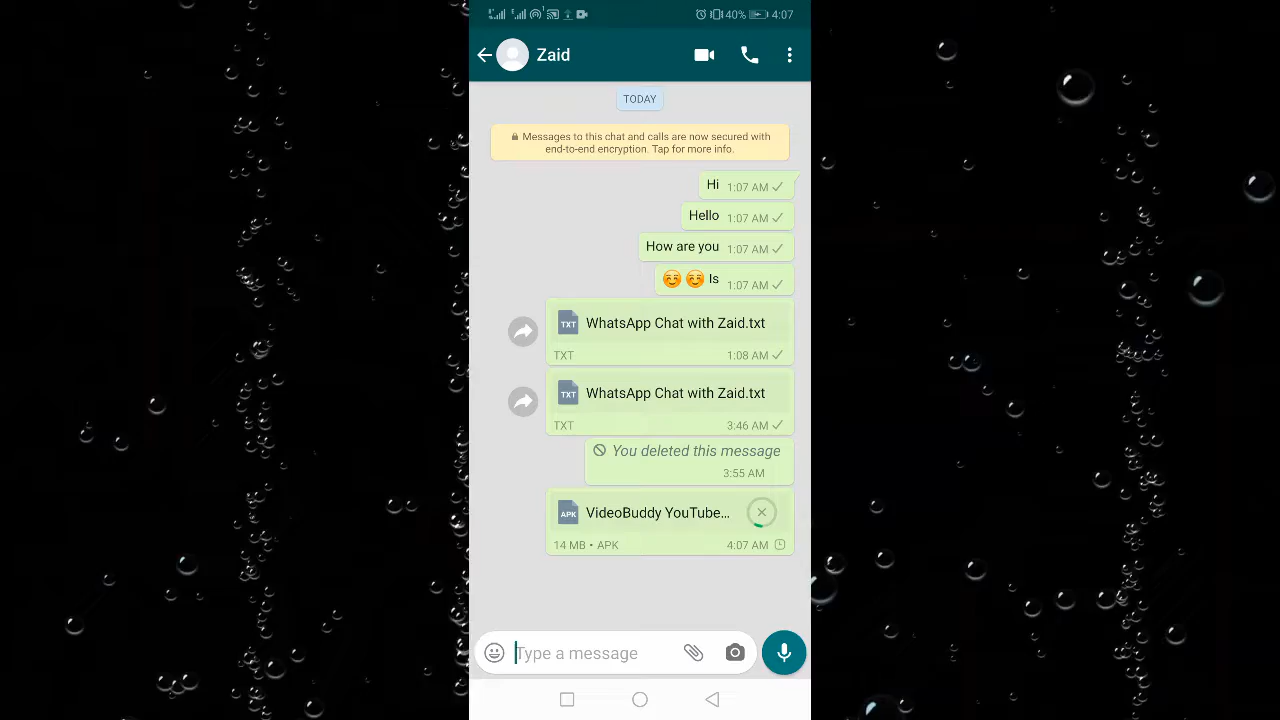 40% 4:07
Zaid
TODAY
Messages to this chat and calls are now secured with
end-to-end encryption. Tap for more info.
Hi 1:07 AM
Hello 1:07 AM
How are you 1:07 AM
☺️ ☺️ Is 1:07 AM
TXT WhatsApp Chat with Zaid.txt
TXT 1:08 AM
TXT WhatsApp Chat with Zaid.txt
TXT 3:46 AM
You deleted this message
3:55 AM
APK VideoBuddy YouTube...
14 MB • APK 4:07 AM
Type a message